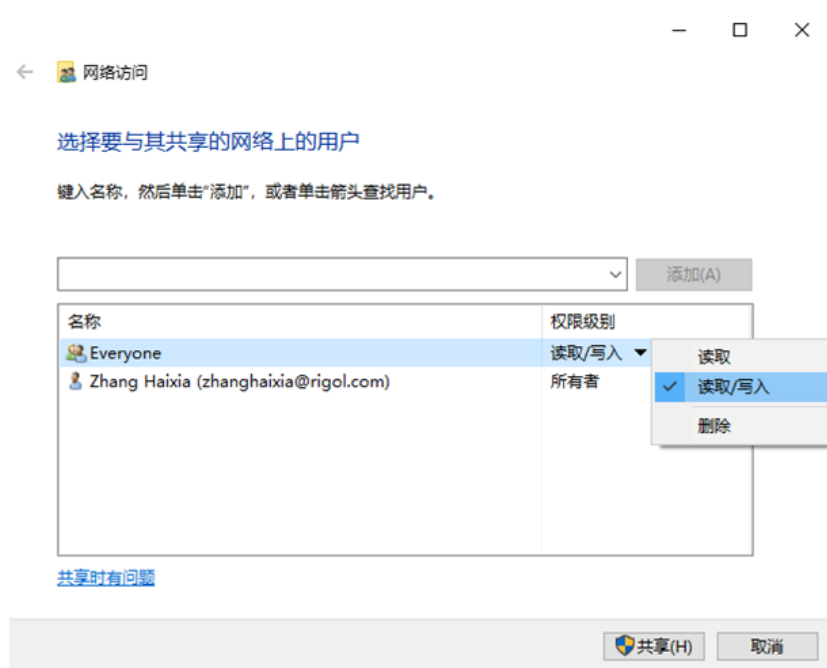 网络访问
选择要与其共享的网络上的用户
键入名称，然后单击“添加”，或者单击箭头查找用户。
添加(A)
名称 权限级别
Everyone 读取/写入
读取
Zhang Haixia (zhanghaixia@rigol.com) 所有者
读取/写入
删除
共享时有问题
共享(H) 取消